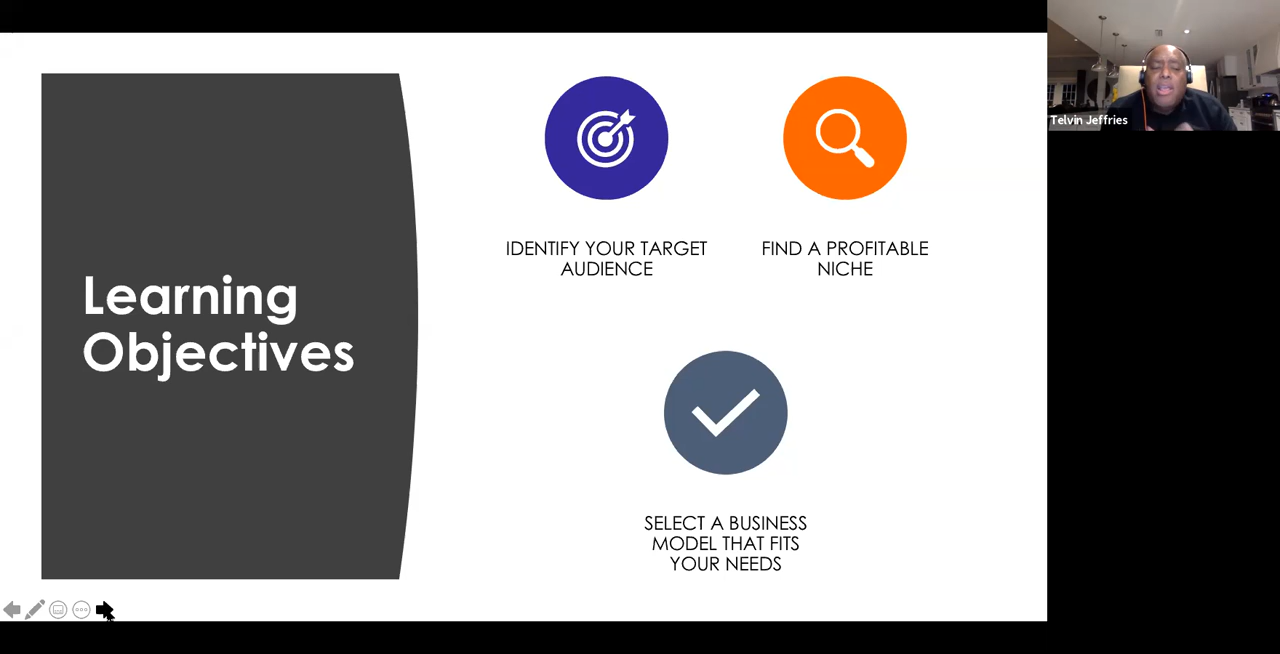 Learning
Objectives
IDENTIFY YOUR TARGET
AUDIENCE
FIND A PROFITABLE
NICHE
SELECT A BUSINESS
MODEL THAT FITS
YOUR NEEDS
Telvin Jeffries